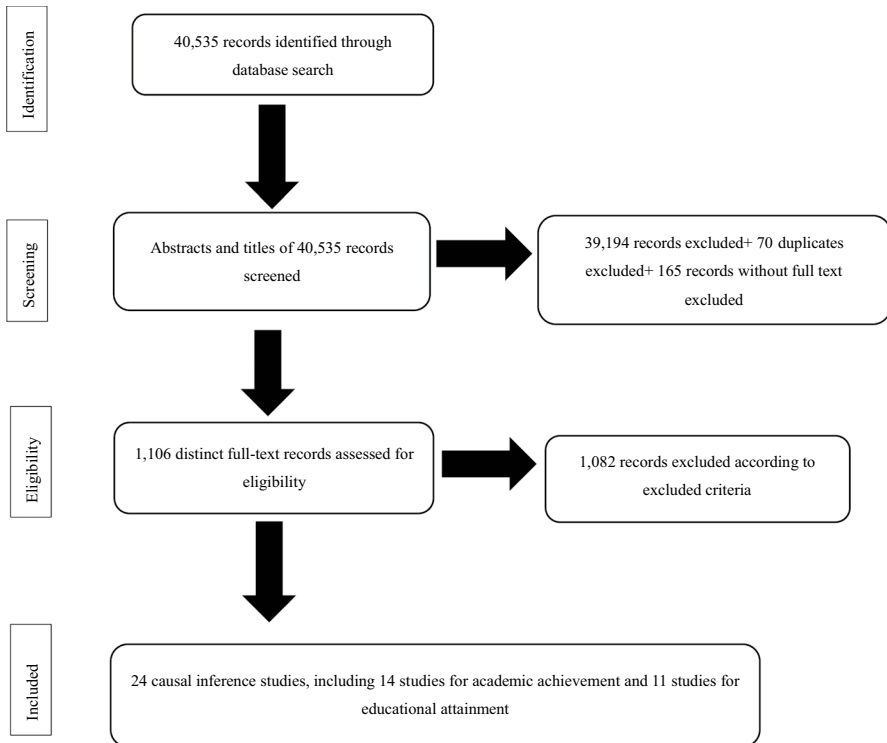 Identification
40,535 records identified through
database search
Screening
Abstracts and titles of 40,535 records
screened
39,194 records excluded+ 70 duplicates
excluded+ 165 records without full text
excluded
Eligibility
1,106 distinct full-text records assessed for
eligibility
1,082 records excluded according to
excluded criteria
Included
24 causal inference studies, including 14 studies for academic achievement and 11 studies for
educational attainment